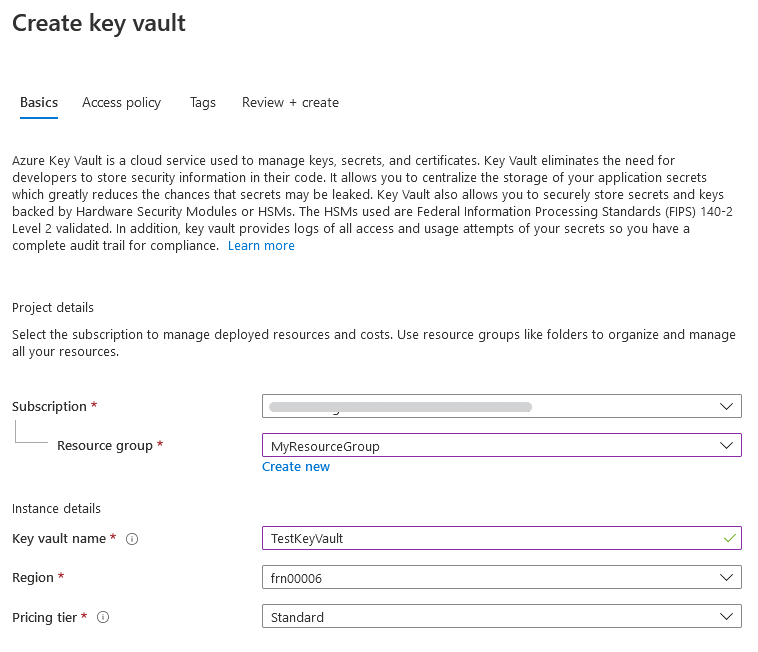 Create key vault
Basics Access policy Tags Review + create
Azure Key Vault is a cloud service used to manage keys, secrets, and certificates. Key Vault eliminates the need for
developers to store security information in their code. It allows you to centralize the storage of your application secrets
which greatly reduces the chances that secrets may be leaked. Key Vault also allows you to securely store secrets and keys
backed by Hardware Security Modules or HSMs. The HSMs used are Federal Information Processing Standards (FIPS) 140-2
Level 2 validated. In addition, key vault provides logs of all access and usage attempts of your secrets so you have a
complete audit trail for compliance. Learn more
Project details
Select the subscription to manage deployed resources and costs. Use resource groups like folders to organize and manage
all your resources.
Subscription *
Resource group * MyResourceGroup
Create new
Instance details
Key vault name * TestKeyVault
Region * frn00006
Pricing tier * Standard